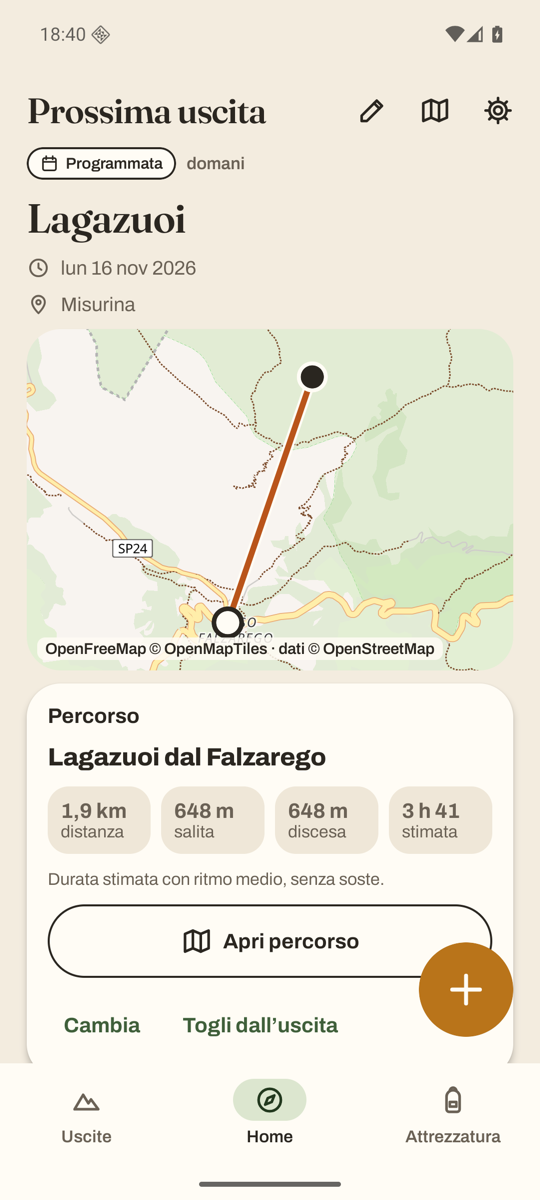 18:40
Prossima uscita
Programmata domani
Lagazuoi
lun 16 nov 2026
Misurina
SP24
OpenFreeMap © OpenMapTiles · dati © OpenStreetMap
Percorso
Lagazuoi dal Falzarego
1,9 km 648 m 648 m 3 h 41
distanza salita discesa stimata
Durata stimata con ritmo medio, senza soste.
Apri percorso
Cambia Togli dall’uscita
Uscite Home Attrezzatura